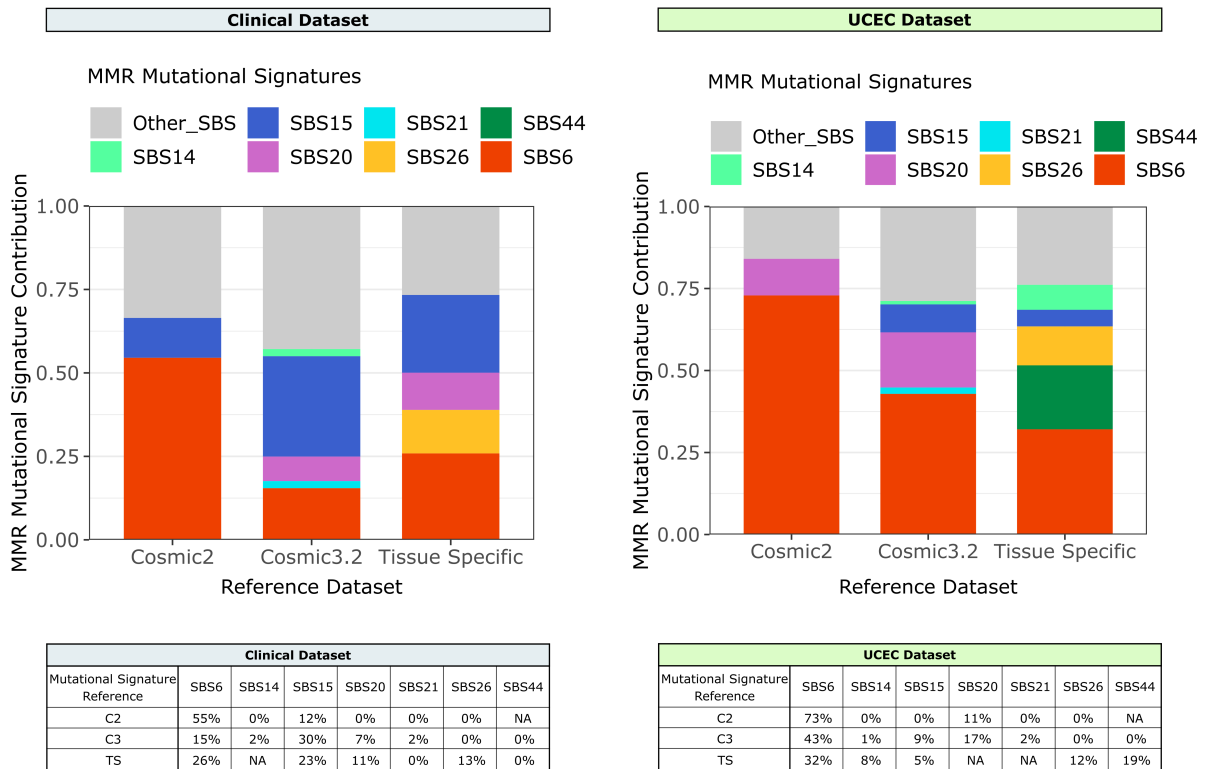 Clinical Dataset
MMR Mutational Signatures
Other_SBS SBS15 SBS21 SBS44
SBS14 SBS20 SBS26 SBS6
MMR Mutational Signature Contribution
1.00
0.75
0.50
0.25
0.00
Cosmic2 Cosmic3.2 Tissue Specific
Reference Dataset
Clinical Dataset
Mutational Signature Reference SBS6 SBS14 SBS15 SBS20 SBS21 SBS26 SBS44
C2 55% 0% 12% 0% 0% 0% NA
C3 15% 2% 30% 7% 2% 0% 0%
TS 26% NA 23% 11% 0% 13% 0%
UCEC Dataset
MMR Mutational Signatures
Other_SBS SBS15 SBS21 SBS44
SBS14 SBS20 SBS26 SBS6
MMR Mutational Signature Contribution
1.00
0.75
0.50
0.25
0.00
Cosmic2 Cosmic3.2 Tissue Specific
Reference Dataset
UCEC Dataset
Mutational Signature Reference SBS6 SBS14 SBS15 SBS20 SBS21 SBS26 SBS44
C2 73% 0% 0% 11% 0% 0% NA
C3 43% 1% 9% 17% 2% 0% 0%
TS 32% 8% 5% NA NA 12% 19%